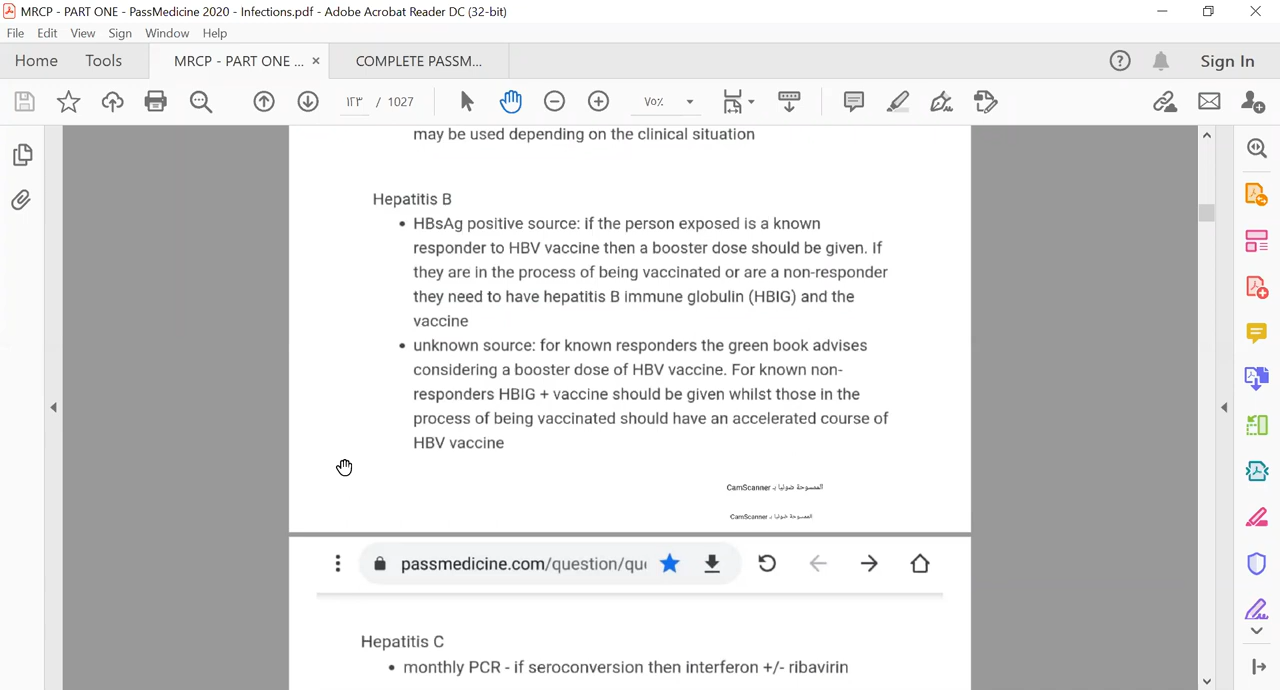 MRCP - PART ONE - PassMedicine 2020 - Infections.pdf - Adobe Acrobat Reader DC (32-bit)
File Edit View Sign Window Help
Home Tools MRCP - PART ONE ... × COMPLETE PASSM... Sign In
١٢٣ / 1027 ٧٥%
may be used depending on the clinical situation
Hepatitis B
• HBsAg positive source: if the person exposed is a known
responder to HBV vaccine then a booster dose should be given. If
they are in the process of being vaccinated or are a non-responder
they need to have hepatitis B immune globulin (HBIG) and the
vaccine
• unknown source: for known responders the green book advises
considering a booster dose of HBV vaccine. For known non-
responders HBIG + vaccine should be given whilst those in the
process of being vaccinated should have an accelerated course of
HBV vaccine
الممسوحة ضوئيا بـ CamScanner
الممسوحة ضوئيا بـ CamScanner
passmedicine.com/question/que
Hepatitis C
• monthly PCR - if seroconversion then interferon +/- ribavirin